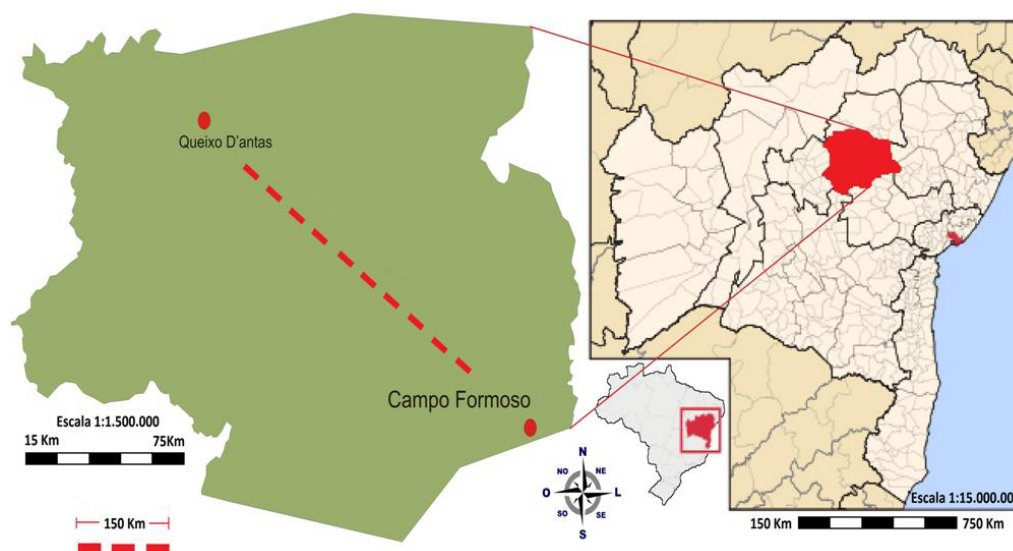 Queixo D'antas
Campo Formoso
Escala 1:1.500.000
15 Km 75Km
150 Km
N
NO NE
O L
SO SE
S
Escala 1:15.000.00
150 Km 750 Km